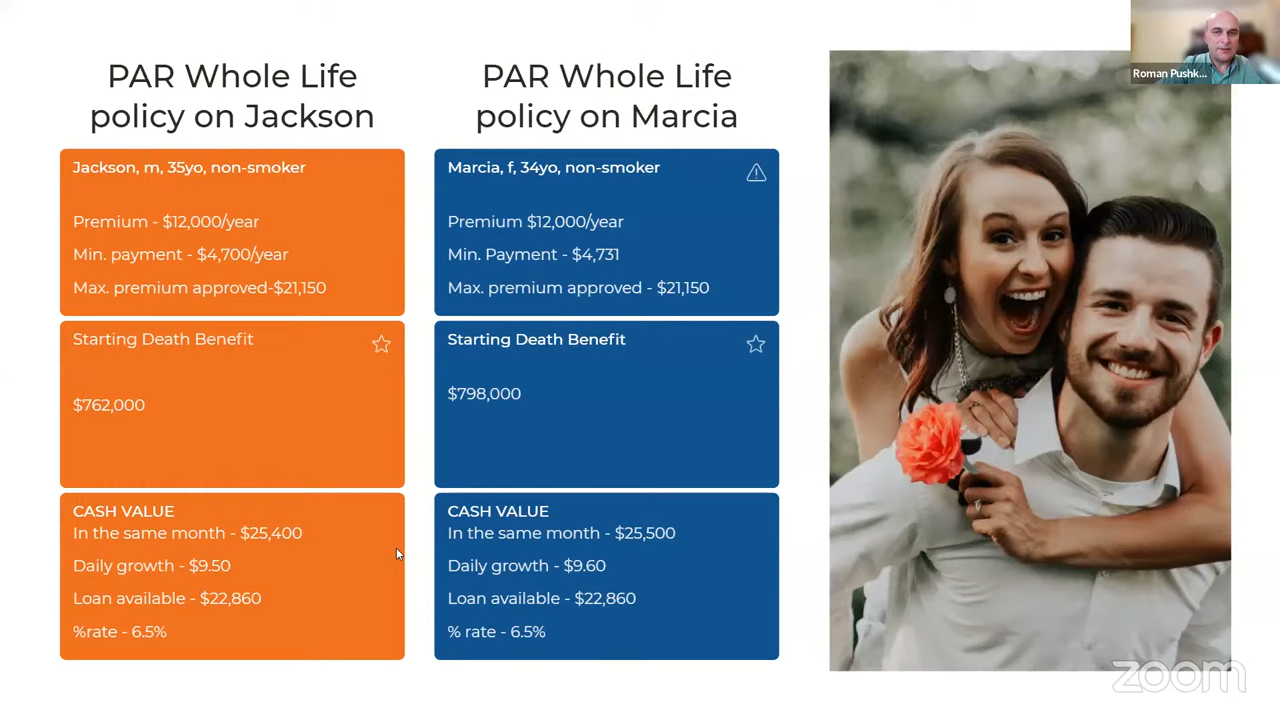 PAR Whole Life
policy on Jackson
Jackson, m, 35yo, non-smoker
Premium - $12,000/year
Min. payment - $4,700/year
Max. premium approved-$21,150
Starting Death Benefit
$762,000
CASH VALUE
In the same month - $25,400
Daily growth - $9.50
Loan available - $22,860
%rate - 6.5%
PAR Whole Life
policy on Marcia
Marcia, f, 34yo, non-smoker
Premium $12,000/year
Min. Payment - $4,731
Max. premium approved - $21,150
Starting Death Benefit
$798,000
CASH VALUE
In the same month - $25,500
Daily growth - $9.60
Loan available - $22,860
% rate - 6.5%
Roman Pushk...
zoom